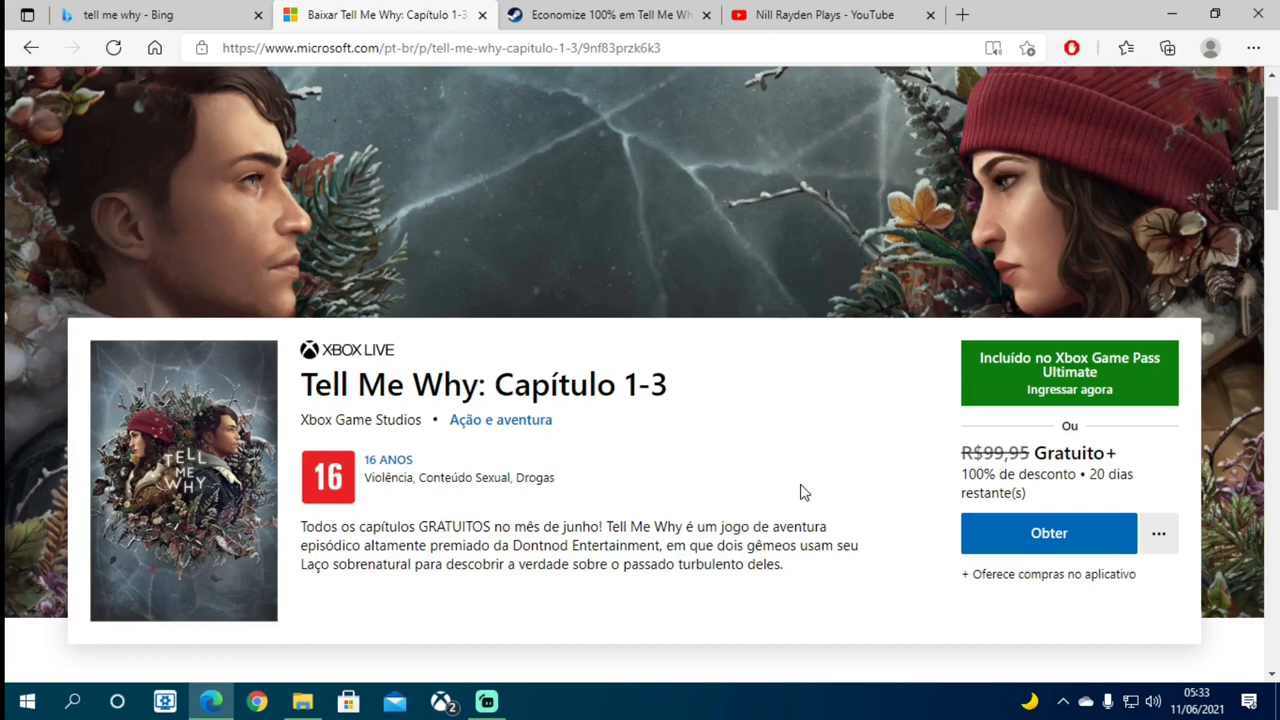 tell me why - Bing
Baixar Tell Me Why: Capítulo 1-3
Economize 100% em Tell Me Wh
Nill Rayden Plays - YouTube
https://www.microsoft.com/pt-br/p/tell-me-why-capitulo-1-3/9nf83przk6k3
XBOX LIVE
Tell Me Why: Capítulo 1-3
Xbox Game Studios • Ação e aventura
16
16 ANOS
Violência, Conteúdo Sexual, Drogas
Todos os capítulos GRATUITOS no mês de junho! Tell Me Why é um jogo de aventura
episódico altamente premiado da Dontnod Entertainment, em que dois gêmeos usam seu
Laço sobrenatural para descobrir a verdade sobre o passado turbulento deles.
TELL
ME
WHY
Incluído no Xbox Game Pass
Ultimate
Ingressar agora
Ou
R$99,95 Gratuito+
100% de desconto • 20 dias
restante(s)
Obter
+ Oferece compras no aplicativo
2
05:33
11/06/2021